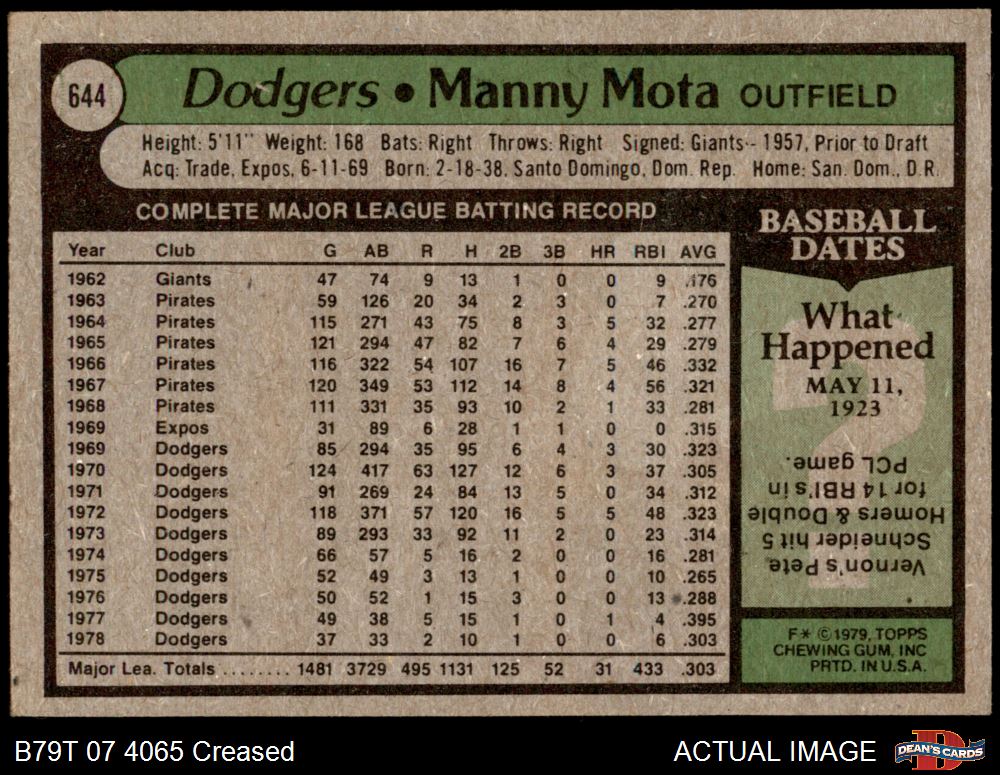 644
Dodgers • Manny Mota OUTFIELD
Height: 5'11" Weight: 168 Bats: Right Throws: Right Signed: Giants - 1957, Prior to Draft
Acq: Trade, Expos, 6-11-69 Born: 2-18-38, Santo Domingo, Dom. Rep. Home: San. Dom., D.R.
COMPLETE MAJOR LEAGUE BATTING RECORD
Year Club G AB R H 2B 3B HR RBI AVG
1962 Giants 47 74 9 13 1 0 0 9 .176
1963 Pirates 59 126 20 34 2 3 0 7 .270
1964 Pirates 115 271 43 75 8 3 5 32 .277
1965 Pirates 121 294 47 82 7 6 4 29 .279
1966 Pirates 116 322 54 107 16 7 5 46 .332
1967 Pirates 120 349 53 112 14 8 4 56 .321
1968 Pirates 111 331 35 93 10 2 1 33 .281
1969 Expos 31 89 6 28 1 1 0 0 .315
1969 Dodgers 85 294 35 95 6 4 3 30 .323
1970 Dodgers 124 417 63 127 12 6 3 37 .305
1971 Dodgers 91 269 24 84 13 5 0 34 .312
1972 Dodgers 118 371 57 120 16 5 5 48 .323
1973 Dodgers 89 293 33 92 11 2 0 23 .314
1974 Dodgers 66 57 5 16 2 0 0 16 .281
1975 Dodgers 52 49 3 13 1 0 0 10 .265
1976 Dodgers 50 52 1 15 3 0 0 13 .288
1977 Dodgers 49 38 5 15 1 0 1 4 .395
1978 Dodgers 37 33 2 10 1 0 0 6 .303
Major Lea. Totals ........ 1481 3729 495 1131 125 52 31 433 .303
BASEBALL
DATES
What
Happened
MAY 11,
1923
Vernon's Pete
Schneider hit 5
Homers & Double
for 14 RBI's in
PCL game.
F* © 1979, TOPPS
CHEWING GUM, INC
PRTD. IN U.S.A.
B79T 07 4065 Creased
ACTUAL IMAGE
D
DEAN'S CARDS